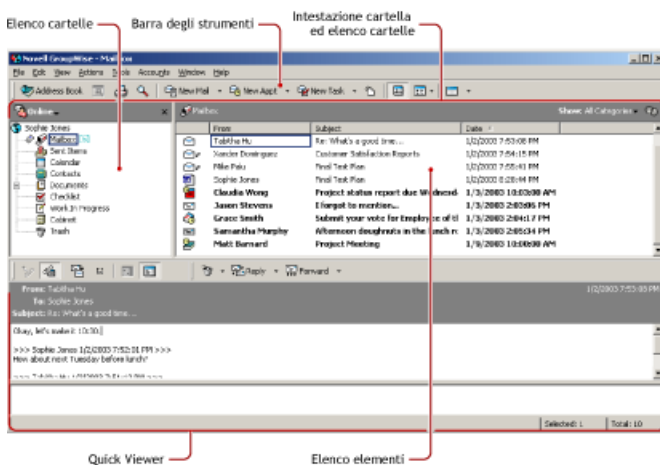 Intestazione cartella
ed elenco cartelle
Elenco cartelle
Barra degli strumenti
Novell GroupWise - Mailbox
File Edit View Actions Tools Accounts Window Help
Address Book New Mail New Appt New Task
Online
Mailbox
Show: All Categories
Sophie Jones
Mailbox
Sent Items
Calendar
Contacts
Documents
Checklist
Work In Progress
Cabinet
Trash
From Subject Date
Tabitha Hu Re: What's a good time... 1/2/2003 7:53:08 PM
Xander Dominguez Customer Satisfaction Reports 1/2/2003 7:54:15 PM
Mike Palu Final Test Plan 1/2/2003 7:55:41 PM
Sophie Jones Final Test Plan 1/2/2003 8:28:44 PM
Claudia Wong Project status report due Wednesd 1/3/2003 10:03:00 AM
Jason Stevens I forgot to mention... 1/3/2003 2:03:05 PM
Grace Smith Submit your vote for Employee of tl 1/3/2003 2:04:17 PM
Samantha Murphy Afternoon doughnuts in the lunch r 1/3/2003 2:05:34 PM
Matt Barnard Project Meeting 1/9/2003 10:00:00 AM
Reply Forward
From: Tabitha Hu 1/2/2003 7:53:08 PM
To: Sophie Jones
Subject: Re: What's a good time...
Okay, let's make it 10:30.
>>> Sophie Jones 1/2/2003 7:52:01 PM >>>
How about next Tuesday before lunch?
Selected: 1 Total: 10
Quick Viewer
Elenco elementi